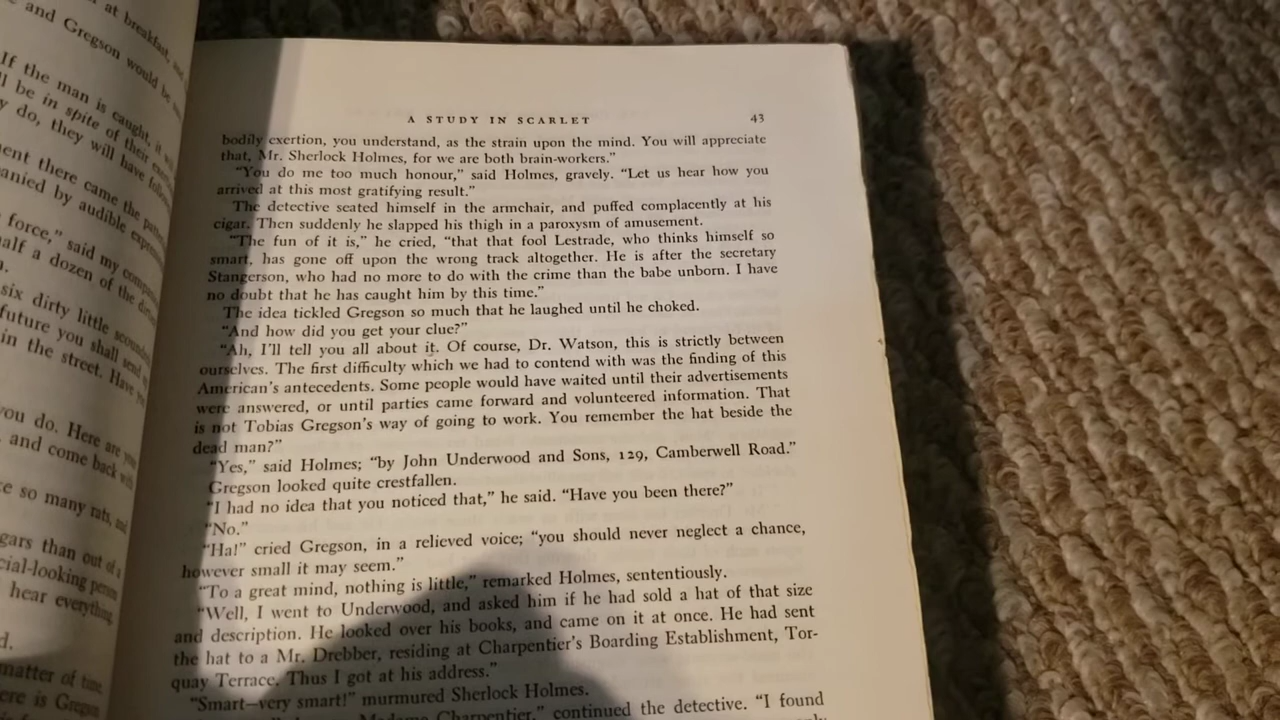 at breakfast, and
and Gregson would be
If the man is caught, it
be in spite of their
do, they will have
there came the
by audible
force," said my
half a dozen of the
six dirty little
future you shall send
in the street. Have you
you do. Here are your
and come back with
so many rats, and
than out of a
hear everything
matter of time
is Gregson
A STUDY IN SCARLET 43
bodily exertion, you understand, as the strain upon the mind. You will appreciate
that, Mr. Sherlock Holmes, for we are both brain-workers."
"You do me too much honour," said Holmes, gravely. "Let us hear how you
arrived at this most gratifying result."
The detective seated himself in the armchair, and puffed complacently at his
cigar. Then suddenly he slapped his thigh in a paroxysm of amusement.
"The fun of it is," he cried, "that that fool Lestrade, who thinks himself so
smart, has gone off upon the wrong track altogether. He is after the secretary
Stangerson, who had no more to do with the crime than the babe unborn. I have
no doubt that he has caught him by this time."
The idea tickled Gregson so much that he laughed until he choked.
"And how did you get your clue?"
"Ah, I'll tell you all about it. Of course, Dr. Watson, this is strictly between
ourselves. The first difficulty which we had to contend with was the finding of this
American's antecedents. Some people would have waited until their advertisements
were answered, or until parties came forward and volunteered information. That
is not Tobias Gregson's way of going to work. You remember the hat beside the
dead man?"
"Yes," said Holmes; "by John Underwood and Sons, 129, Camberwell Road."
Gregson looked quite crestfallen.
"I had no idea that you noticed that," he said. "Have you been there?"
"No."
"Ha!" cried Gregson, in a relieved voice; "you should never neglect a chance,
however small it may seem."
"To a great mind, nothing is little," remarked Holmes, sententiously.
"Well, I went to Underwood, and asked him if he had sold a hat of that size
and description. He looked over his books, and came on it at once. He had sent
the hat to a Mr. Drebber, residing at Charpentier's Boarding Establishment, Tor-
quay Terrace. Thus I got at his address."
"Smart—very smart!" murmured Sherlock Holmes.
Madame Charpentier," continued the detective. "I found